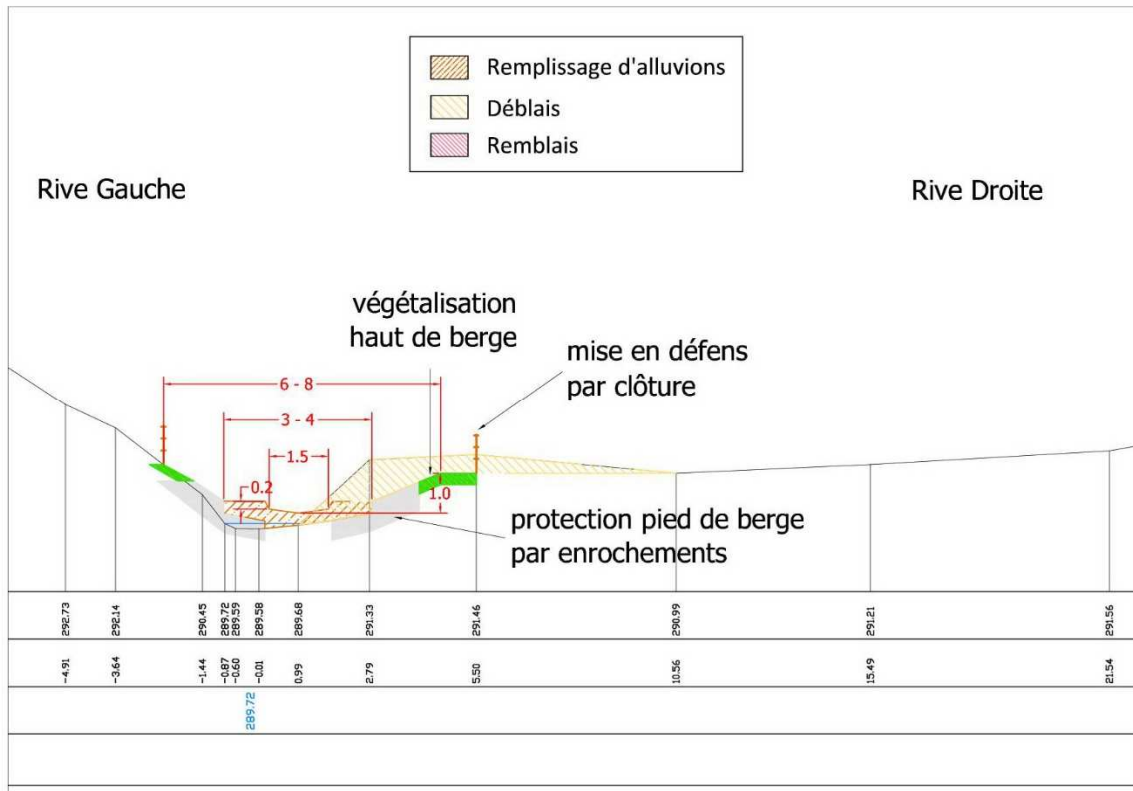 Remplissage d'alluvions
Déblais
Remblais
Rive Gauche
Rive Droite
végétalisation
haut de berge
mise en défens
par clôture
6 - 8
3 - 4
1.5
0.2
1.0
protection pied de berge
par enrochements
292.73
292.14
290.45
289.72
289.59
289.58
289.68
291.33
291.46
290.99
291.21
291.56
-4.91
-3.64
-1.44
-0.87
-0.60
-0.01
0.99
2.79
5.50
10.56
15.49
21.54
289.72